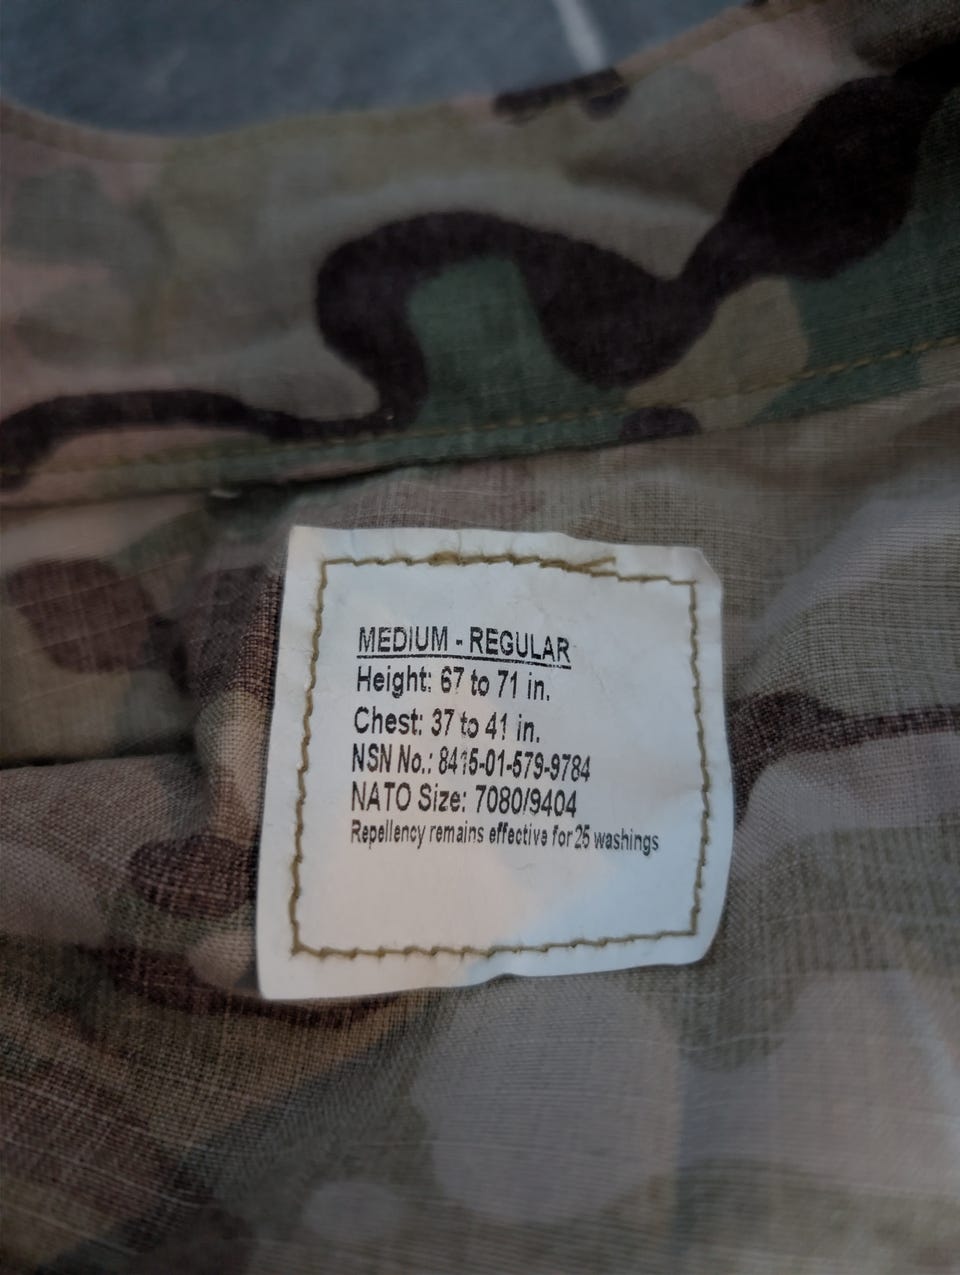 MEDIUM - REGULAR
Height: 67 to 71 in.
Chest: 37 to 41 in.
NSN No.: 8415-01-579-9784
NATO Size: 7080/9404
Repellency remains effective for 25 washings